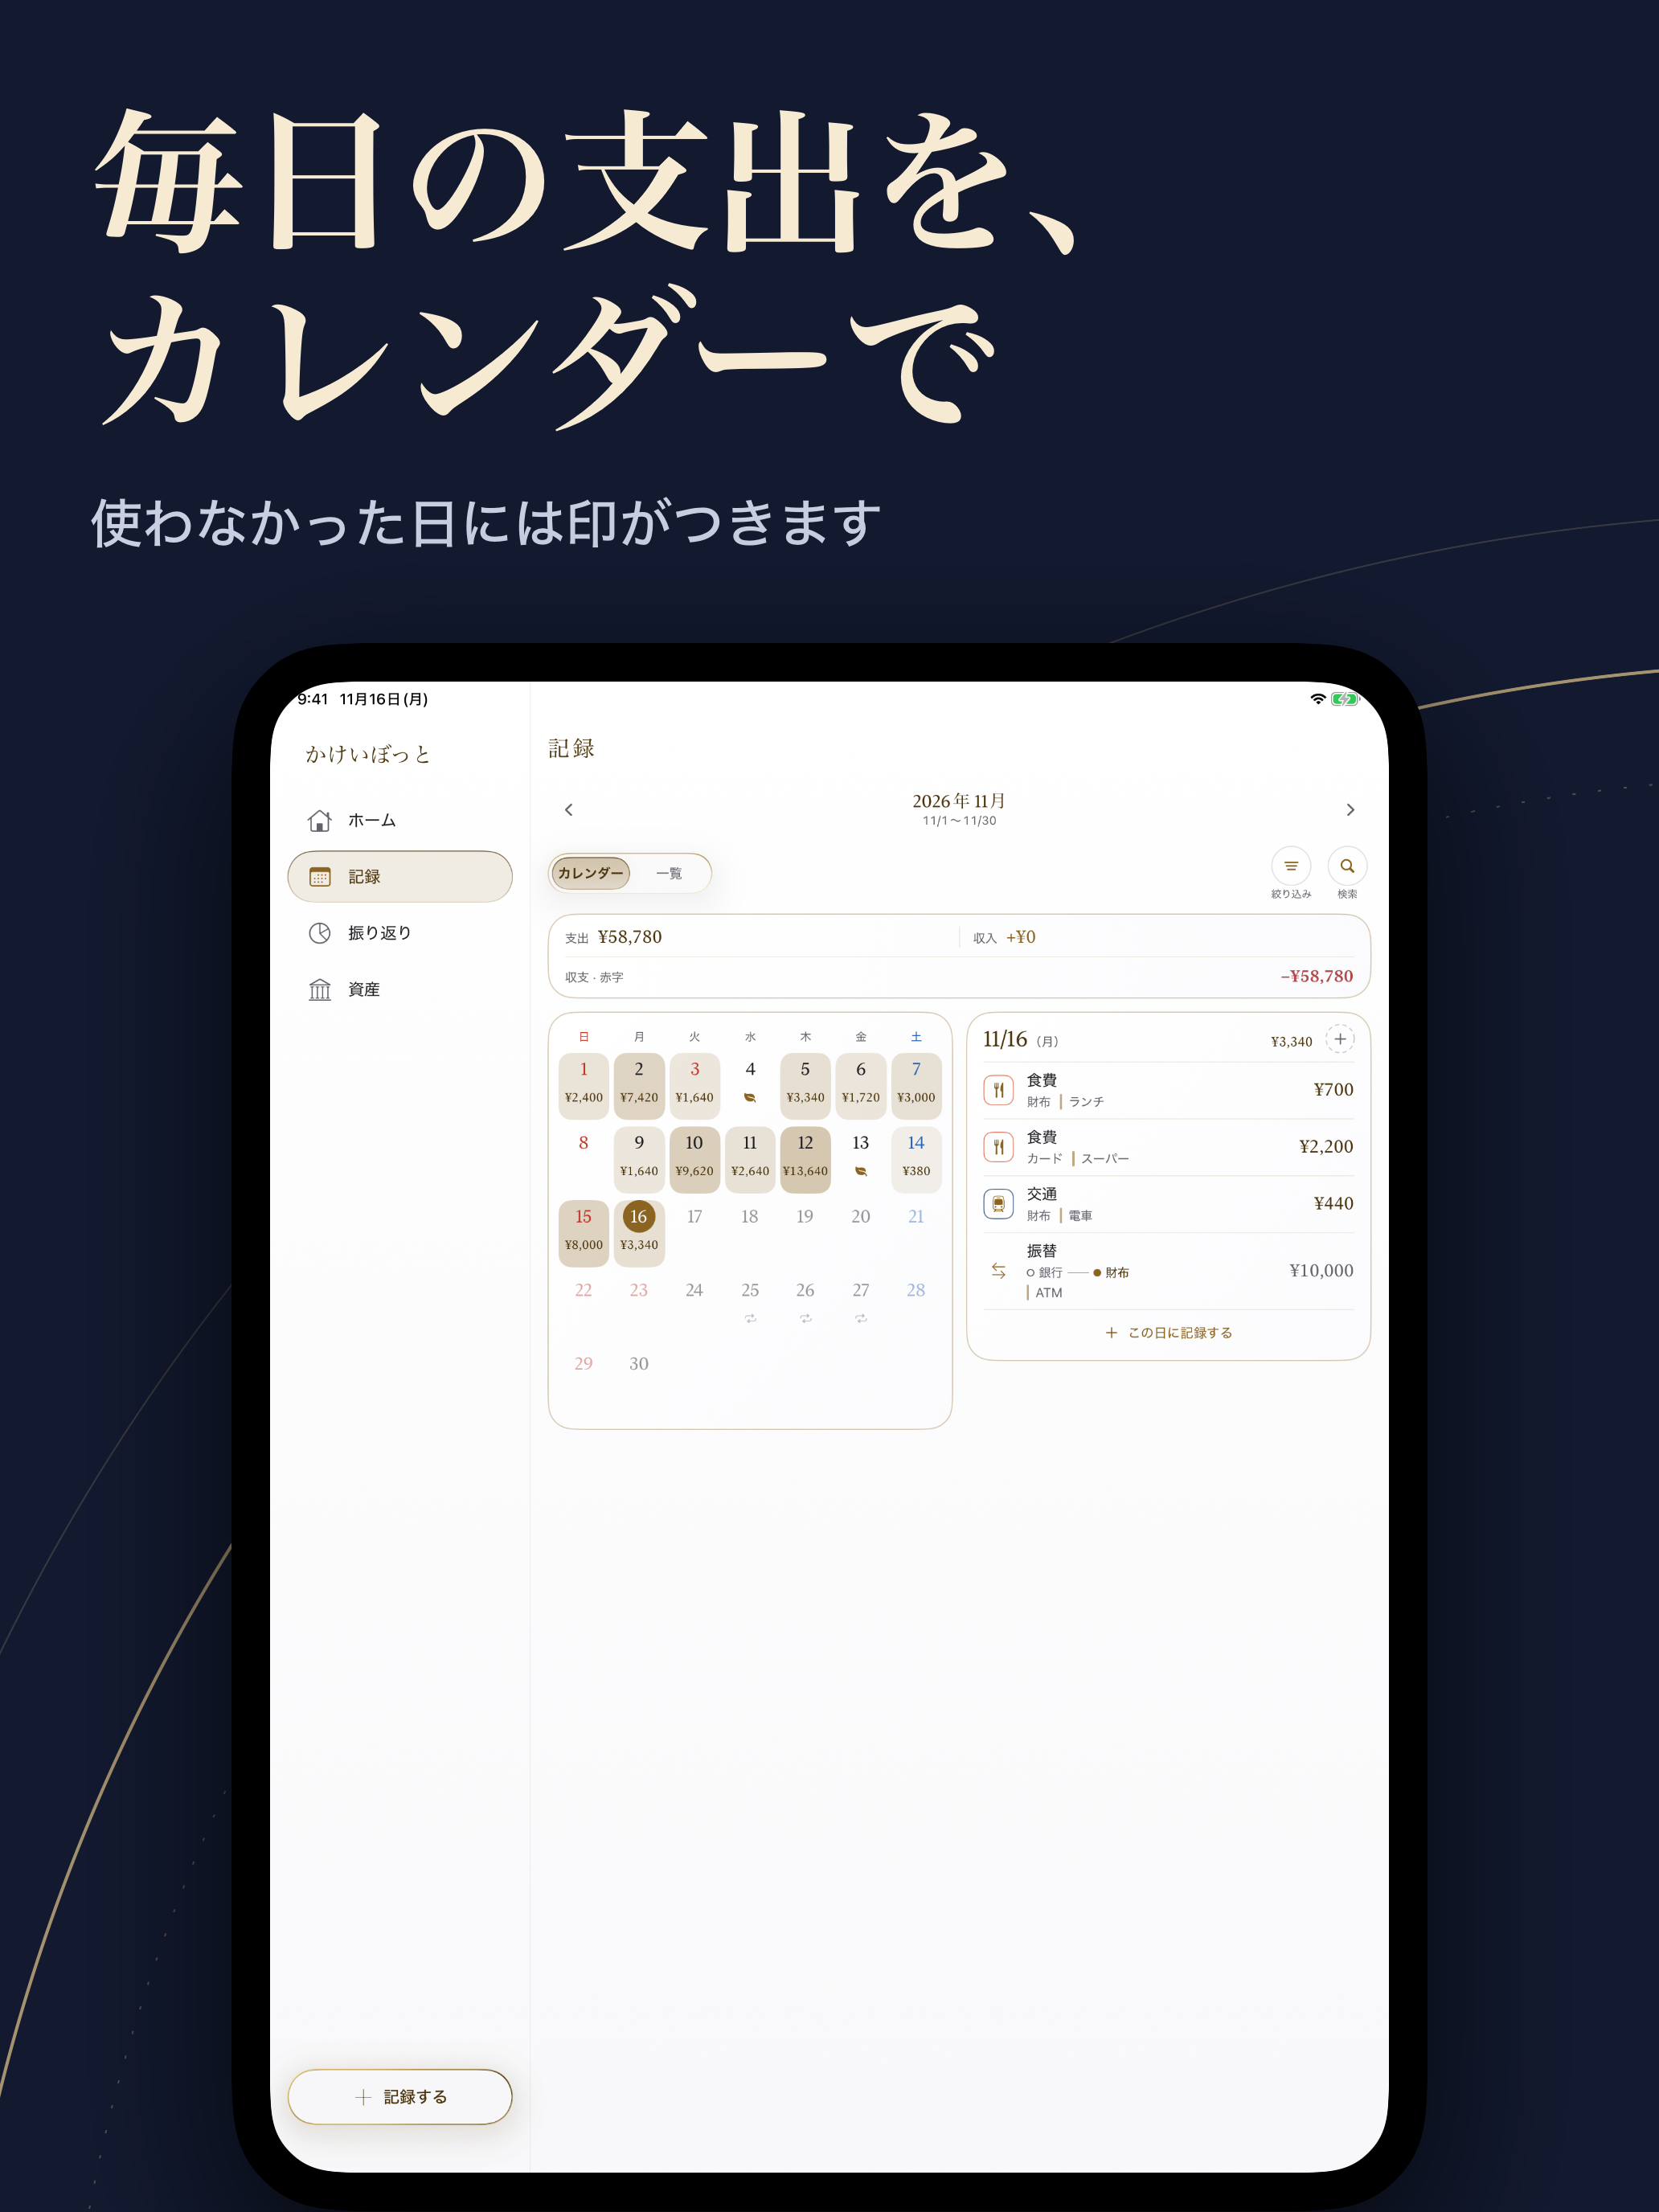 毎日の支出を、
カレンダーで
使わなかった日には印がつきます
9:41 11月16日(月)
かけいぼっと
ホーム
記録
振り返り
資産
記録する
記録
2026年 11月
11/1〜11/30
カレンダー 一覧
絞り込み 検索
支出 ¥58,780 収入 +¥0
収支・赤字 −¥58,780
日 月 火 水 木 金 土
1 2 3 4 5 6 7
¥2,400 ¥7,420 ¥1,640 ¥3,340 ¥1,720 ¥3,000
8 9 10 11 12 13 14
¥1,640 ¥9,620 ¥2,640 ¥13,640 ¥380
15 16 17 18 19 20 21
¥8,000 ¥3,340
22 23 24 25 26 27 28
29 30
11/16 (月) ¥3,340
食費 ¥700
財布 ランチ
食費 ¥2,200
カード スーパー
交通 ¥440
財布 電車
振替 ¥10,000
銀行 財布
ATM
この日に記録する